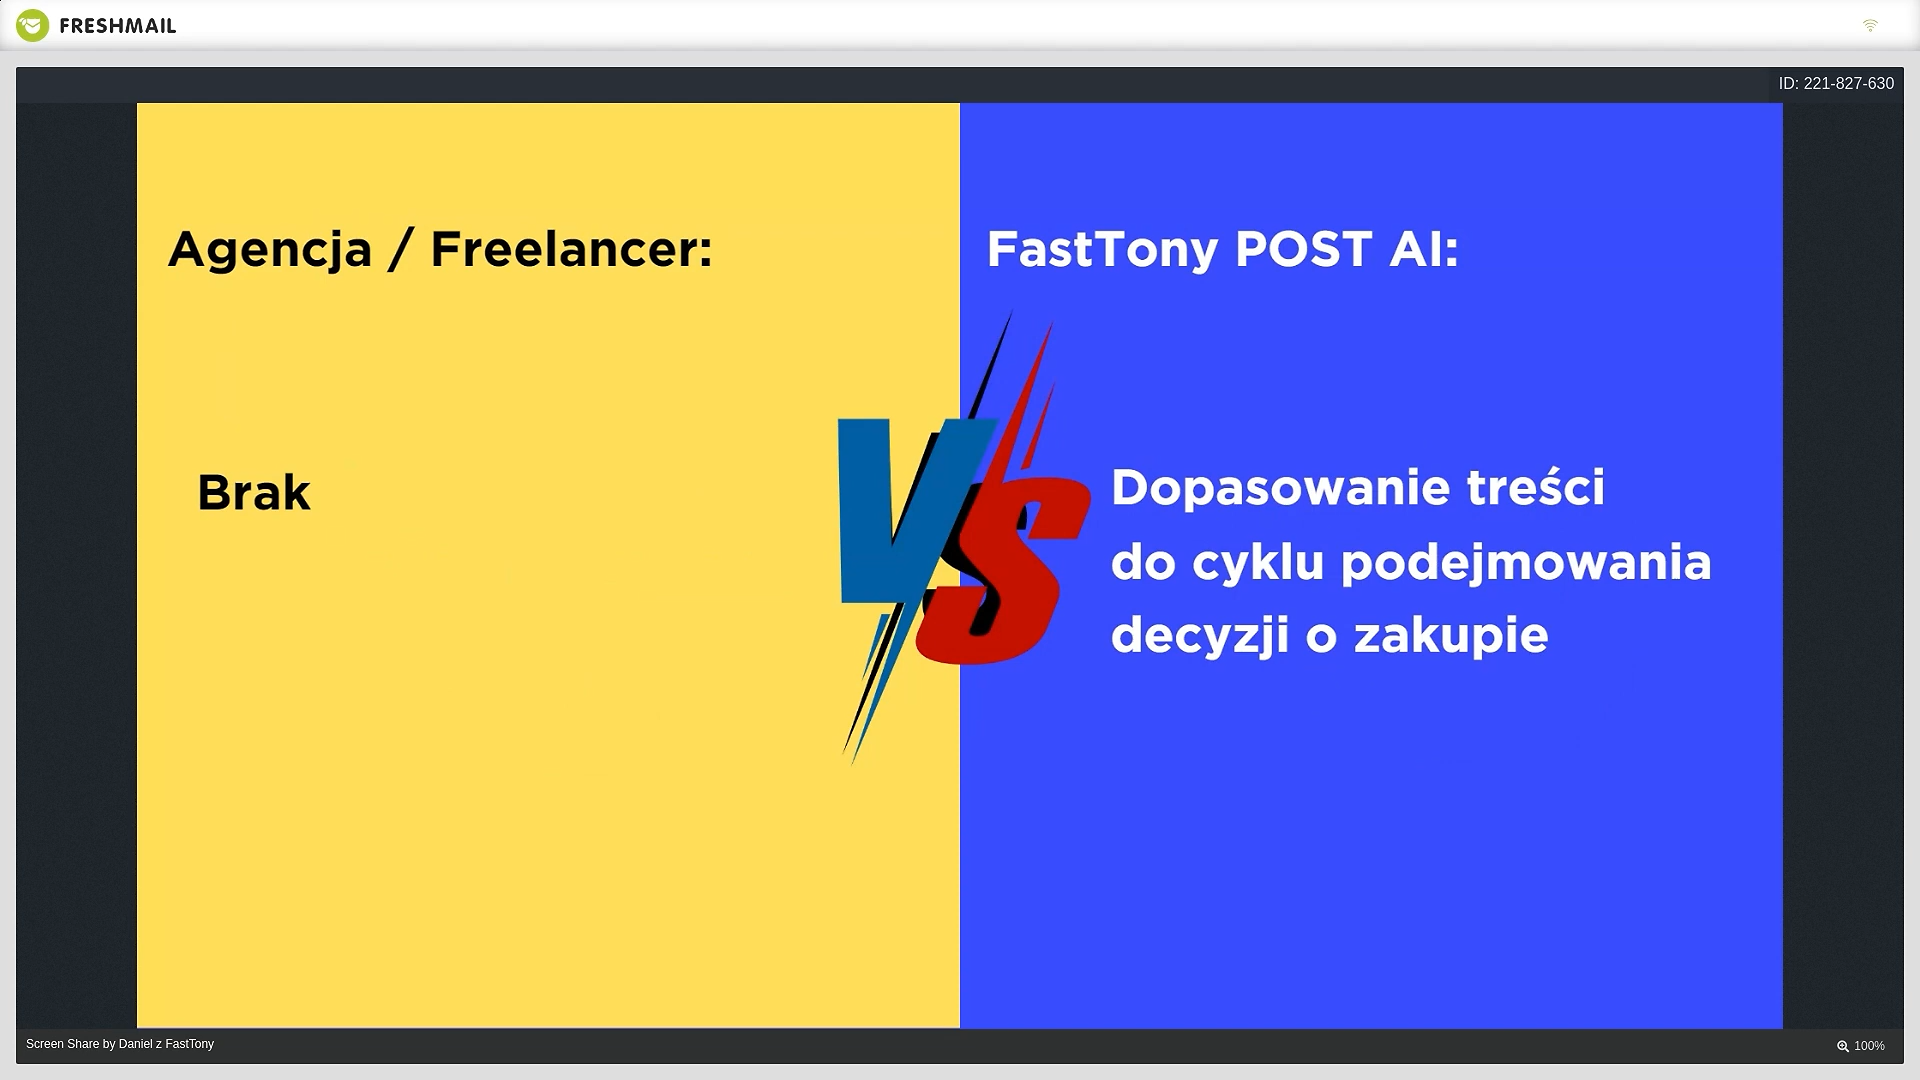 FRESHMAIL
ID: 221-827-630
Agencja / Freelancer:
Brak
VS
FastTony POST AI:
Dopasowanie treści
do cyklu podejmowania
decyzji o zakupie
Screen Share by Daniel z FastTony
100%